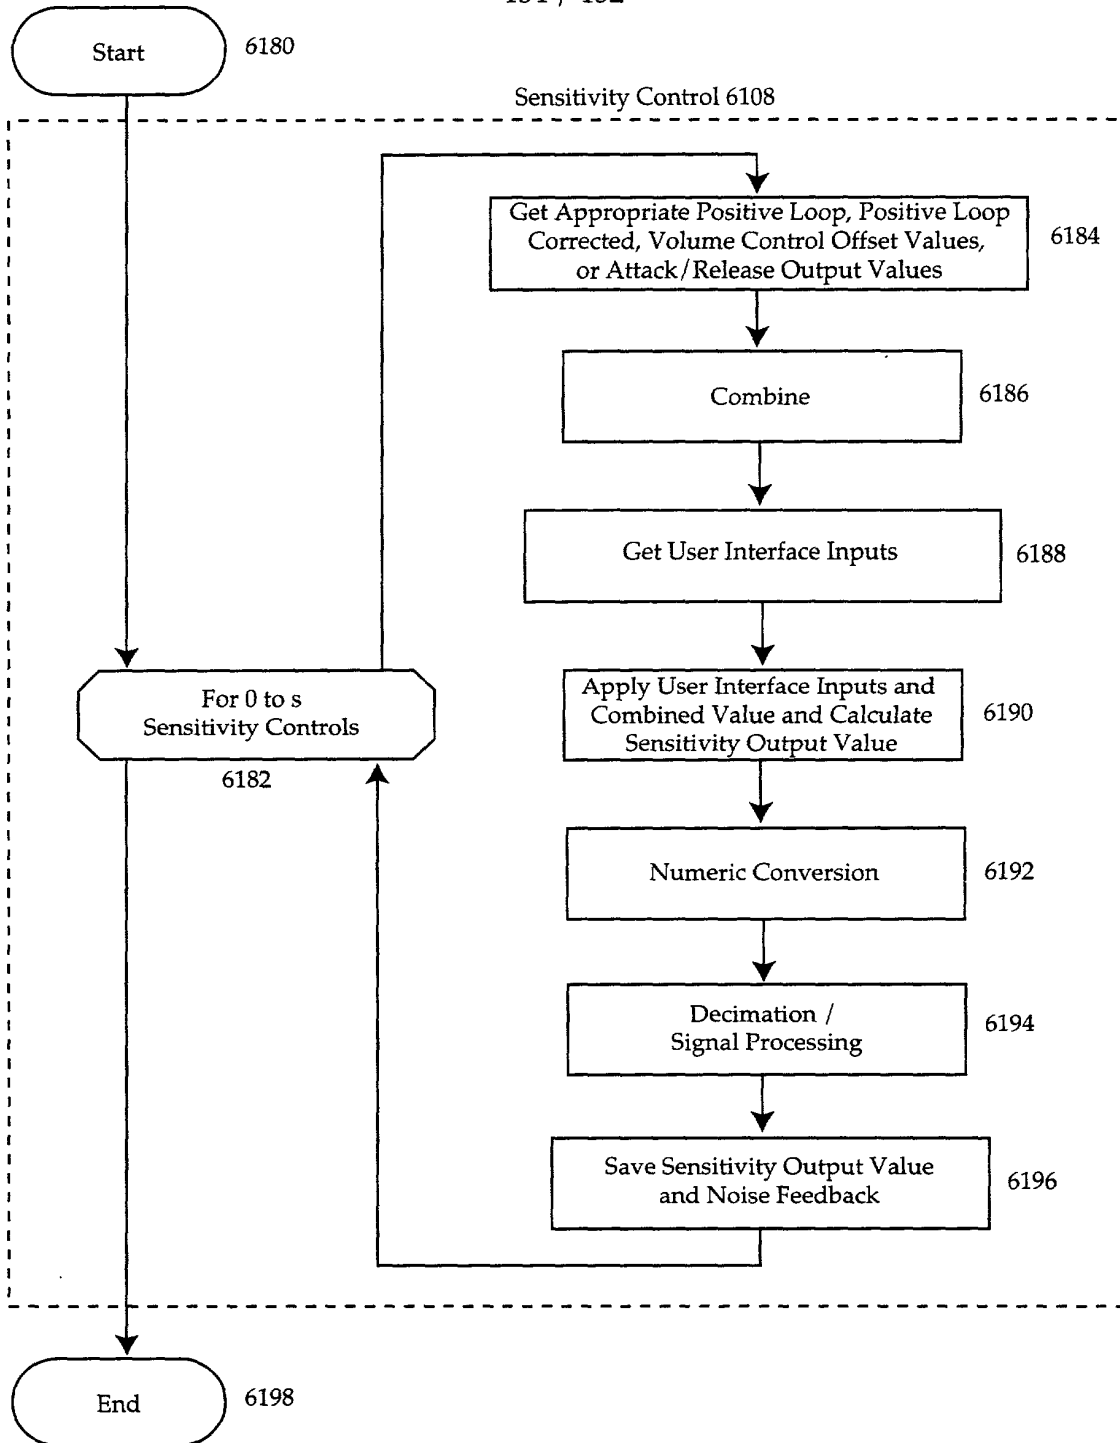 Start
6180
Sensitivity Control 6108
Get Appropriate Positive Loop, Positive Loop
Corrected, Volume Control Offset Values,
or Attack/Release Output Values
6184
Combine
6186
Get User Interface Inputs
6188
For 0 to s
Sensitivity Controls
6182
Apply User Interface Inputs and
Combined Value and Calculate
Sensitivity Output Value
6190
Numeric Conversion
6192
Decimation /
Signal Processing
6194
Save Sensitivity Output Value
and Noise Feedback
6196
End
6198